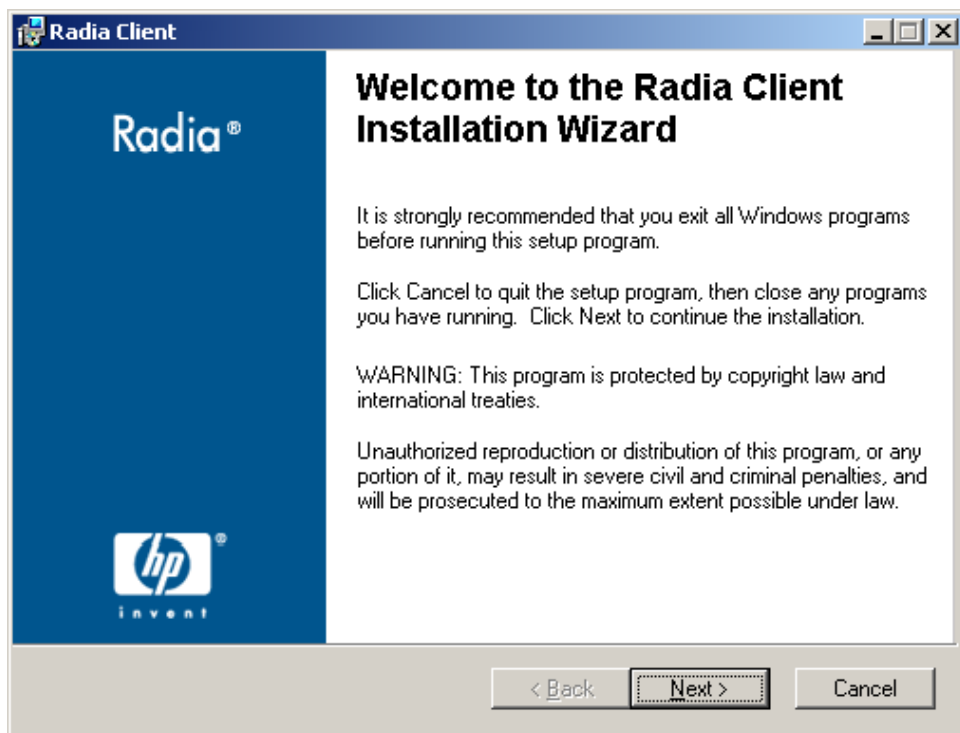 Radia Client
Radia®
Welcome to the Radia Client
Installation Wizard
It is strongly recommended that you exit all Windows programs
before running this setup program.
Click Cancel to quit the setup program, then close any programs
you have running.  Click Next to continue the installation.
WARNING: This program is protected by copyright law and
international treaties.
Unauthorized reproduction or distribution of this program, or any
portion of it, may result in severe civil and criminal penalties, and
will be prosecuted to the maximum extent possible under law.
hp®
invent
< Back
Next >
Cancel